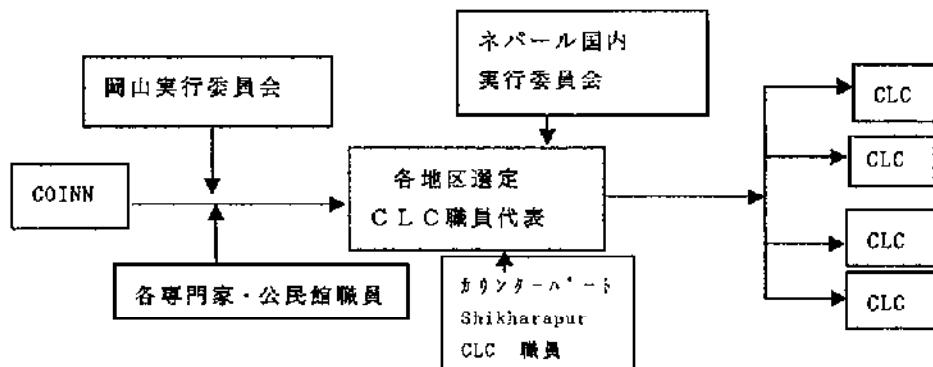 ネパール国内
実行委員会
岡山実行委員会
CLC
CLC
COINN
各地区選定
CLC職員代表
CLC
各専門家・公民館職員
カウンターパート
Shikharapur
CLC 職員
CLC